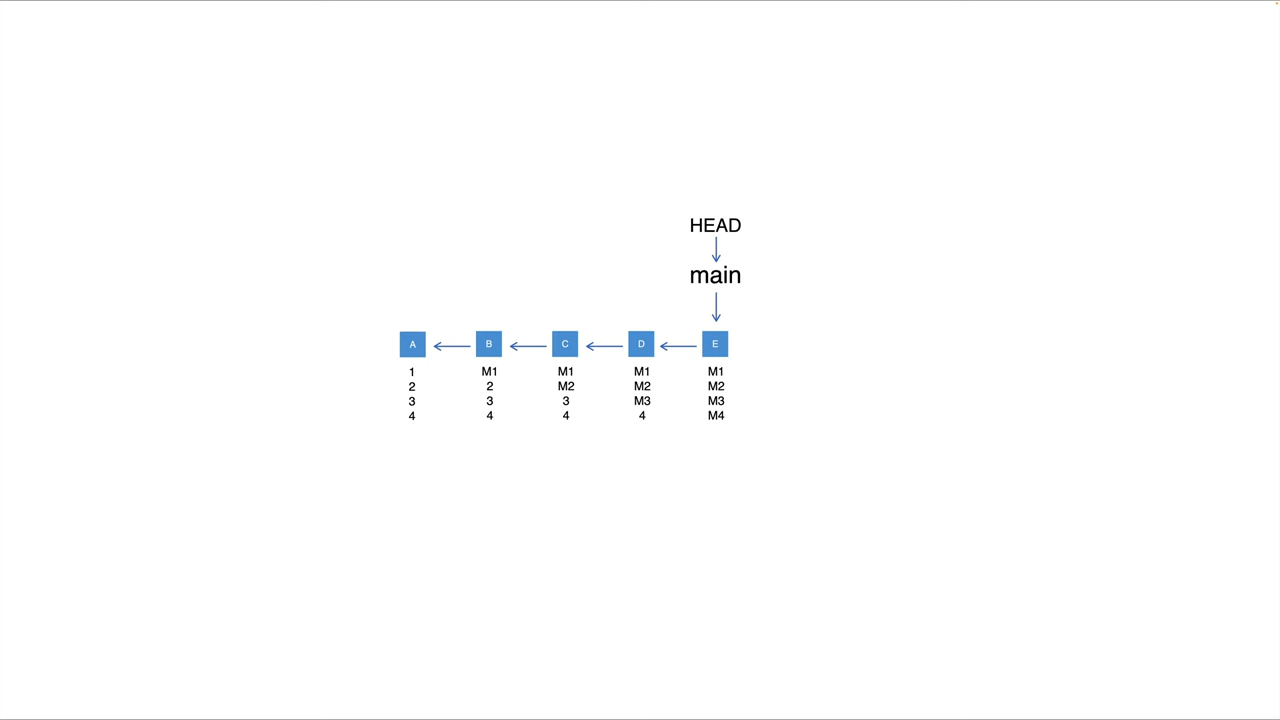 HEAD
main
A B C D E
1 M1 M1 M1 M1
2 2 M2 M2 M2
3 3 3 M3 M3
4 4 4 4 M4